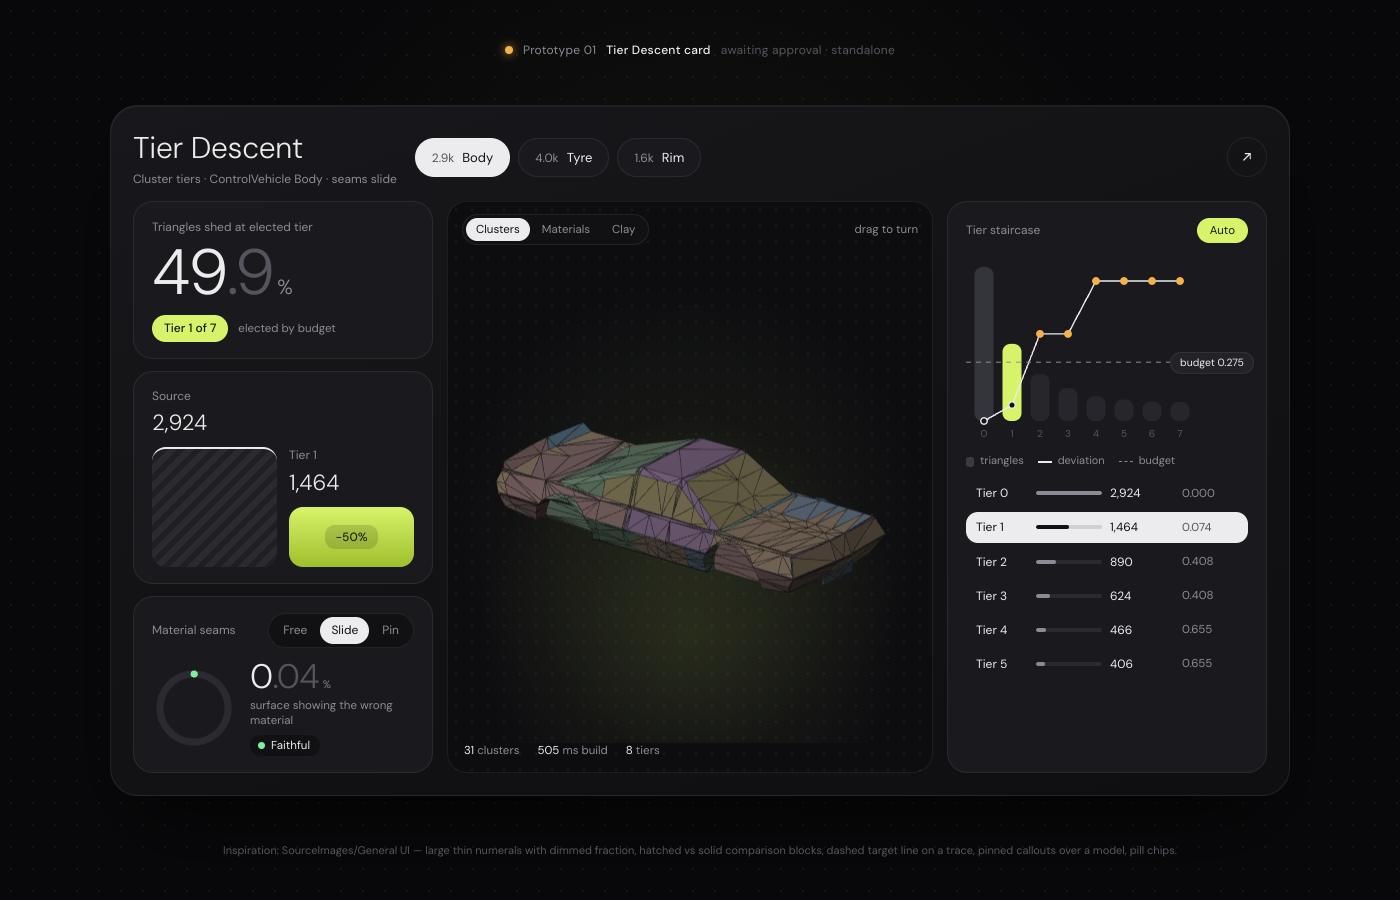 Prototype 01 Tier Descent card awaiting approval · standalone
Tier Descent
Cluster tiers · ControlVehicle Body · seams slide
2.9k Body
4.0k Tyre
1.6k Rim
Triangles shed at elected tier
49.9 %
Tier 1 of 7 elected by budget
Source
2,924
Tier 1
1,464
-50%
Material seams
Free Slide Pin
0.04 %
surface showing the wrong
material
Faithful
Clusters Materials Clay
drag to turn
31 clusters 505 ms build 8 tiers
Tier staircase
Auto
budget 0.275
0 1 2 3 4 5 6 7
triangles deviation budget
Tier 0 2,924 0.000
Tier 1 1,464 0.074
Tier 2 890 0.408
Tier 3 624 0.408
Tier 4 466 0.655
Tier 5 406 0.655
Inspiration: SourceImages/General UI — large thin numerals with dimmed fraction, hatched vs solid comparison blocks, dashed target line on a trace, pinned callouts over a model, pill chips.